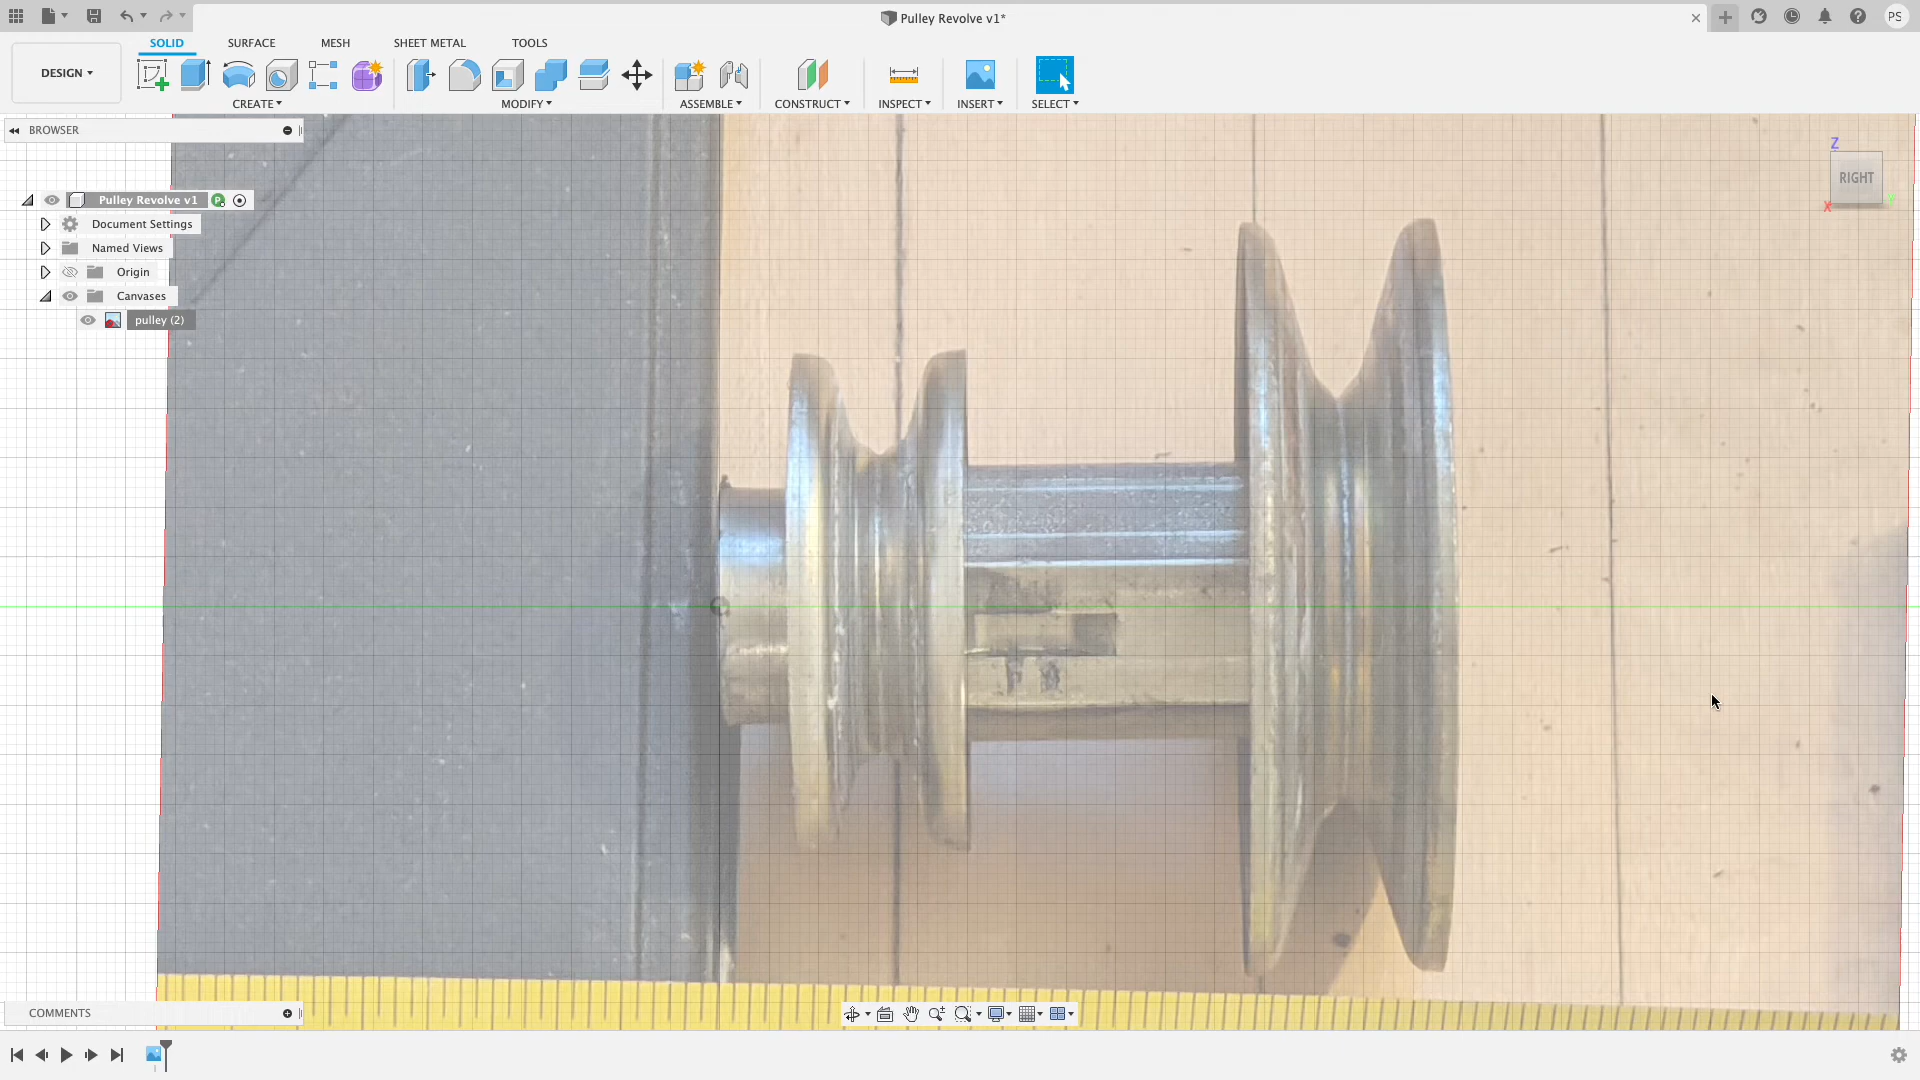 Pulley Revolve v1*
PS
SOLID SURFACE MESH SHEET METAL TOOLS
DESIGN
CREATE MODIFY ASSEMBLE CONSTRUCT INSPECT INSERT SELECT
BROWSER
Z
RIGHT
X
Y
Pulley Revolve v1
P
Document Settings
Named Views
Origin
Canvases
pulley (2)
COMMENTS